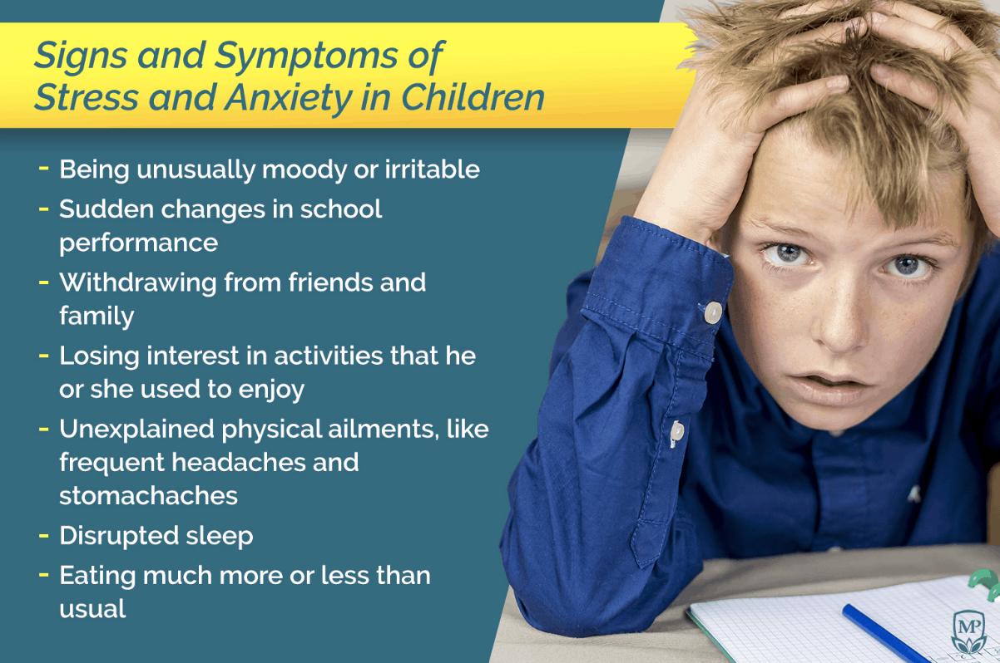 Signs and Symptoms of
Stress and Anxiety in Children
- Being unusually moody or irritable
- Sudden changes in school
performance
- Withdrawing from friends and
family
- Losing interest in activities that he
or she used to enjoy
- Unexplained physical ailments, like
frequent headaches and
stomachaches
- Disrupted sleep
- Eating much more or less than
usual
MP